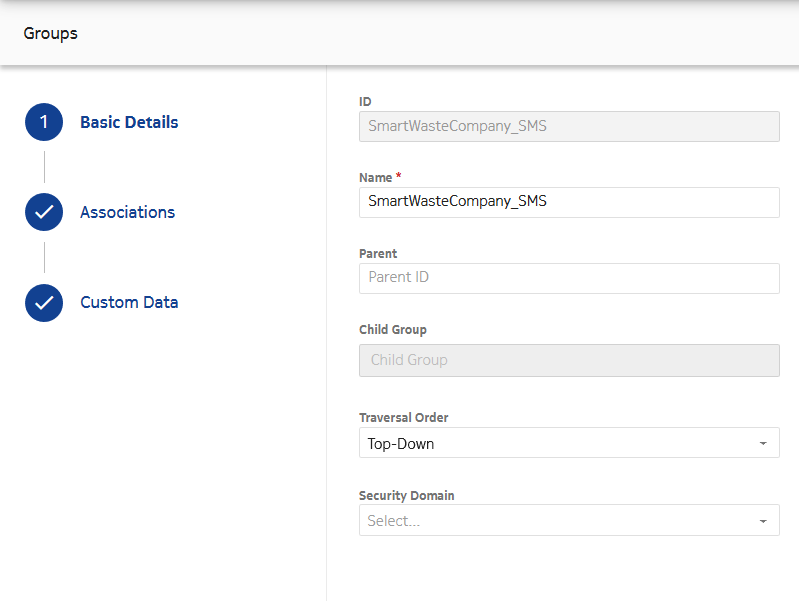 Groups
1
Basic Details
Associations
Custom Data
ID
SmartWasteCompany_SMS
Name *
SmartWasteCompany_SMS
Parent
Parent ID
Child Group
Child Group
Traversal Order
Top-Down
Security Domain
Select...